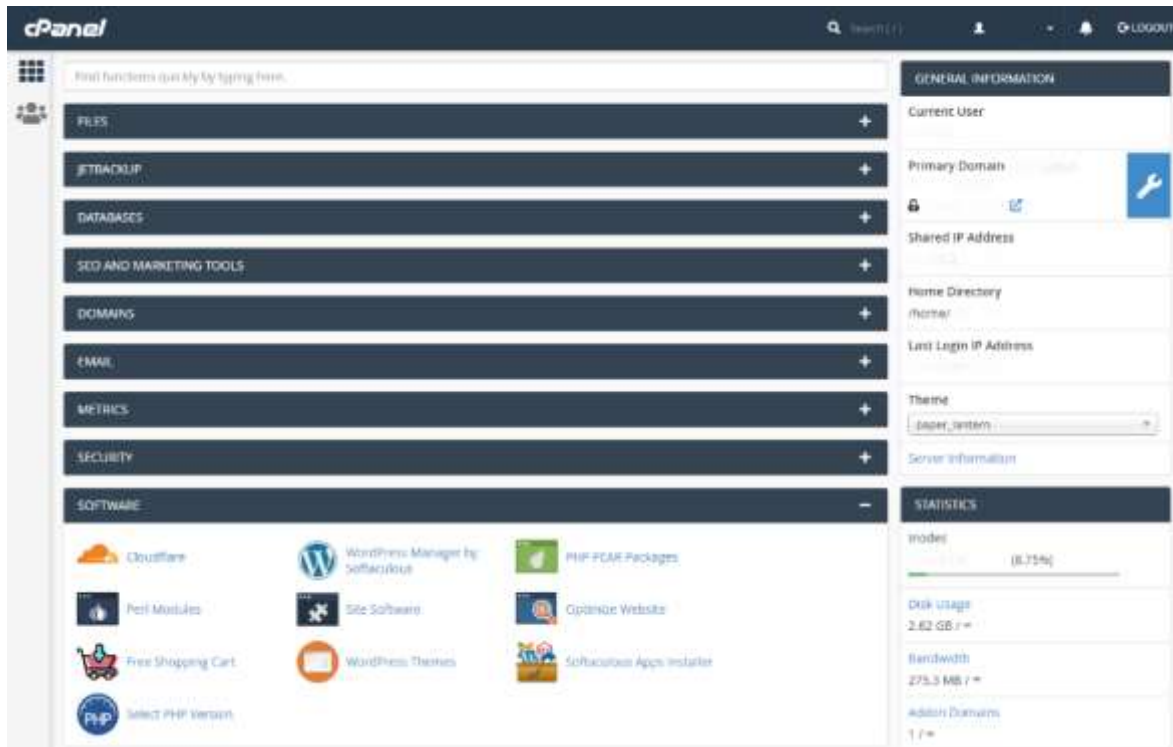 cPanel
Search ( / )
LOGOUT
Find functions quickly by typing here.
FILES
JETBACKUP
DATABASES
SEO AND MARKETING TOOLS
DOMAINS
EMAIL
METRICS
SECURITY
SOFTWARE
Cloudflare
WordPress Manager by Softaculous
PHP PEAR Packages
Perl Modules
Site Software
Optimize Website
Free Shopping Cart
WordPress Themes
Softaculous Apps Installer
PHP
Select PHP Version
GENERAL INFORMATION
Current User
Primary Domain
Shared IP Address
Home Directory
/home/
Last Login IP Address
Theme
paper_lantern
Server Information
STATISTICS
Inodes
(8.75%)
Disk Usage
2.62 GB / ∞
Bandwidth
275.3 MB / ∞
Addon Domains
1 / ∞